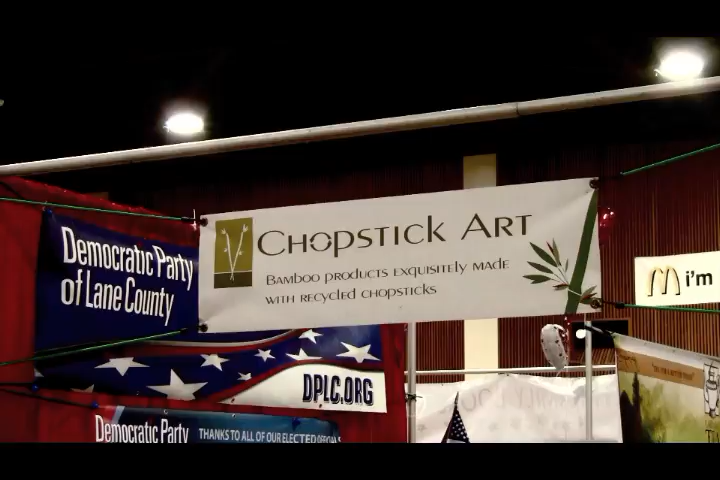 Democratic Party
of Lane County
CHOPSTICK ART
BAMBOO PRODUCTS EXQUISITELY MADE
WITH RECYCLED CHOPSTICKS
i'm
DPLC.ORG
Democratic Party
THANKS TO ALL OF OUR ELECTED OFFICIALS